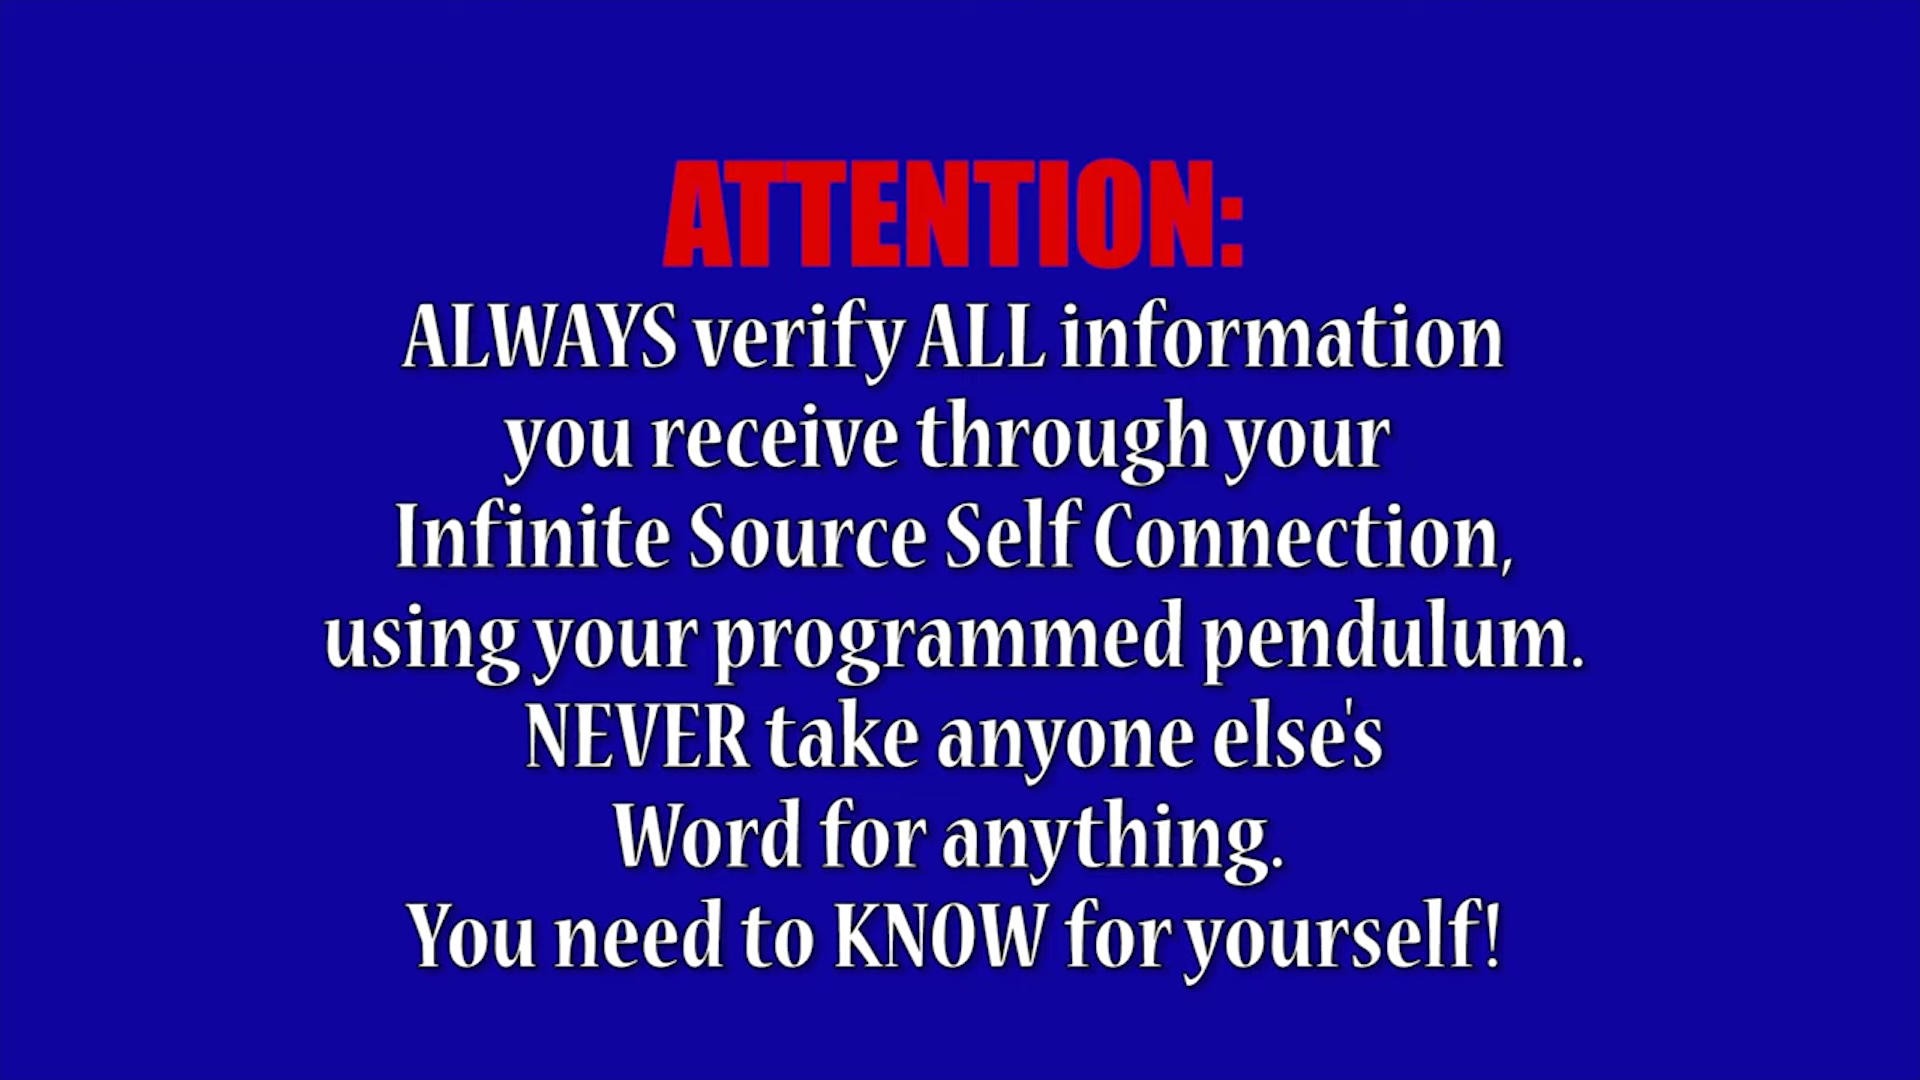 ATTENTION:
ALWAYS verify ALL information
you receive through your
Infinite Source Self Connection,
using your programmed pendulum.
NEVER take anyone else's
Word for anything.
You need to KNOW for yourself!